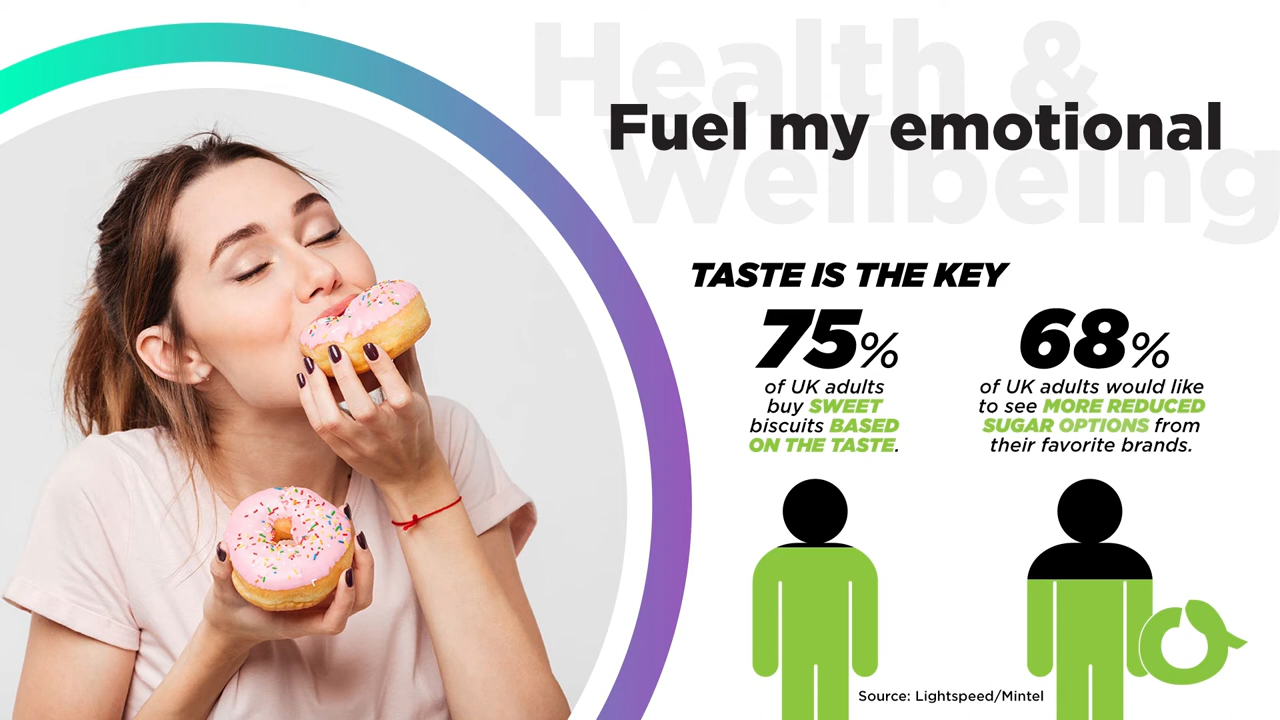 Health &
Wellbeing
Fuel my emotional
TASTE IS THE KEY
75%
of UK adults
buy SWEET
biscuits BASED
ON THE TASTE.
68%
of UK adults would like
to see MORE REDUCED
SUGAR OPTIONS from
their favorite brands.
Source: Lightspeed/Mintel